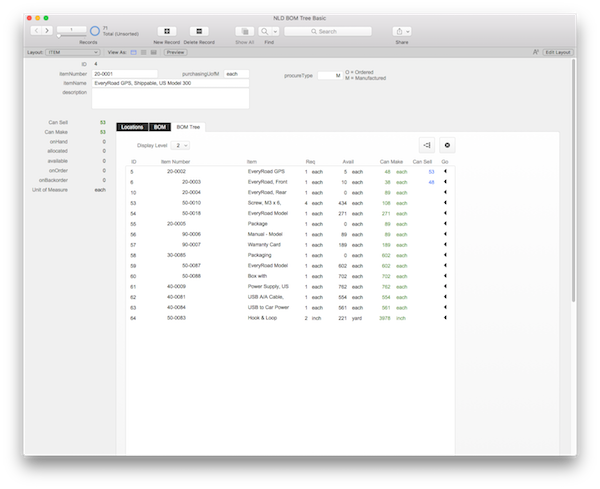 NLD BOM Tree Basic
1 71 Total (Unsorted)
Records New Record Delete Record Show All Find Search Share
Layout: ITEM View As: Preview Edit Layout
ID 4
itemNumber 20-0001 purchasingUofM each procureType M O = Ordered
M = Manufactured
itemName EveryRoad GPS, Shippable, US Model 300
description
Can Sell 53
Can Make 53
onHand 0
allocated 0
available 0
onOrder 0
onBackorder 0
Unit of Measure each
Locations BOM BOM Tree
Display Level 2
ID Item Number Item Req Avail Can Make Can Sell Go
5 20-0002 EveryRoad GPS 1 each 5 each 48 each 53
6 20-0003 EveryRoad, Front 1 each 10 each 38 each 48
10 20-0004 EveryRoad, Rear 1 each 0 each 89 each
53 50-0010 Screw, M3 x 6, 4 each 434 each 108 each
54 50-0018 EveryRoad Model 1 each 271 each 271 each
55 20-0005 Package 1 each 0 each 89 each
56 90-0006 Manual - Model 1 each 89 each 89 each
57 90-0007 Warranty Card 1 each 189 each 189 each
58 30-0085 Packaging 1 each 0 each 602 each
59 50-0087 EveryRoad Model 1 each 602 each 602 each
60 50-0088 Box with 1 each 702 each 702 each
61 40-0009 Power Supply, US 1 each 762 each 762 each
62 40-0081 USB A/A Cable, 1 each 554 each 554 each
63 40-0084 USB to Car Power 1 each 561 each 561 each
64 50-0083 Hook & Loop 2 inch 221 yard 3978 inch